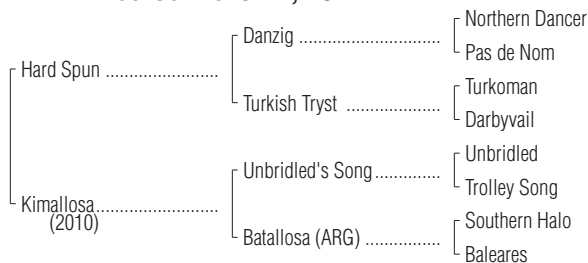 Northern Dancer
Danzig ........................................
Pas de Nom
Hard Spun ................................
Turkoman
Turkish Tryst ..........................
Darbyvail
Unbridled
Unbridled's Song......................
Trolley Song
Kimallosa...................................
(2010)
Southern Halo
Batallosa (ARG) .....................
Baleares